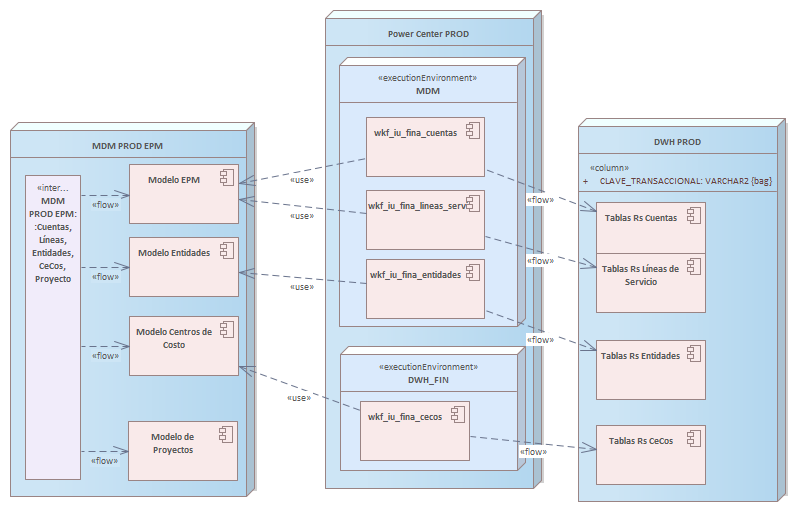 MDM PROD EPM
«inter...
MDM
PROD EPM:
:Cuentas,
Líneas,
Entidades,
CeCos,
Proyecto
«flow»
Modelo EPM
«flow»
Modelo Entidades
«flow»
Modelo Centros de
Costo
«flow»
Modelo de
Proyectos
«use»
«use»
«use»
«use»
Power Center PROD
«executionEnvironment»
MDM
wkf_iu_fina_cuentas
wkf_iu_fina_lineas_serv
wkf_iu_fina_entidades
«executionEnvironment»
DWH_FIN
wkf_iu_fina_cecos
«flow»
«flow»
«flow»
«flow»
DWH PROD
«column»
+ CLAVE_TRANSACCIONAL: VARCHAR2 {bag}
Tablas Rs Cuentas
Tablas Rs Líneas de
Servicio
Tablas Rs Entidades
Tablas Rs CeCos